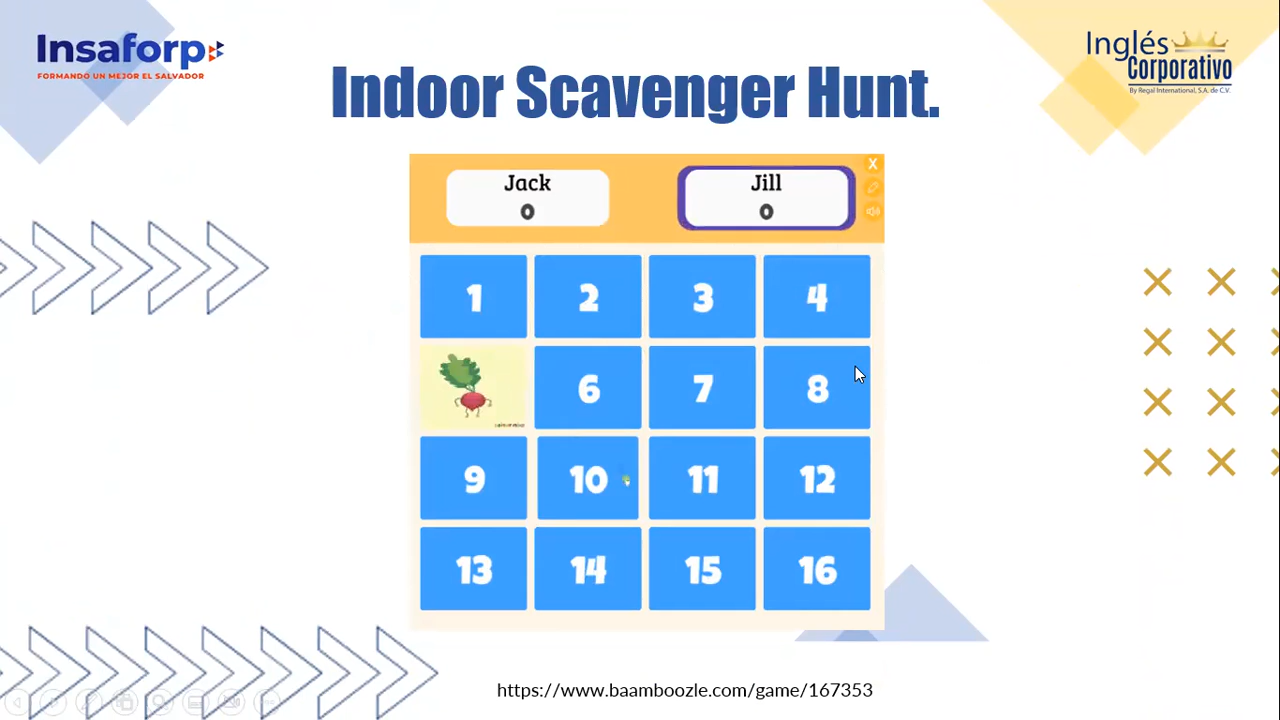 Insaforp
FORMANDO UN MEJOR EL SALVADOR
Inglés
Corporativo
By Regal International, S.A. de C.V.
Indoor Scavenger Hunt.
X
Jack
0
Jill
0
1
2
3
4
6
7
8
9
10
11
12
13
14
15
16
https://www.baamboozle.com/game/167353